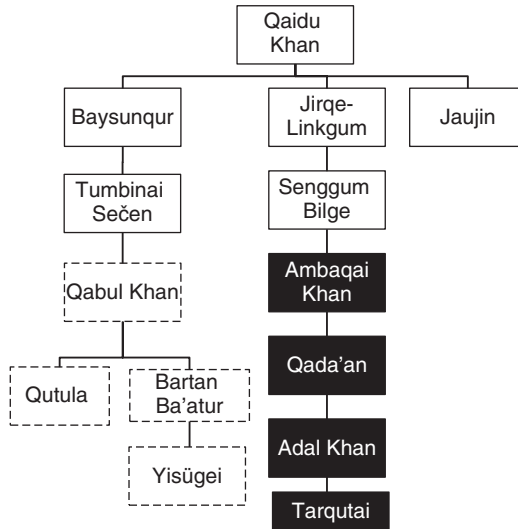 Qaidu
Khan
Baysunqur
Jirqe-
Linkgum
Jaujin
Tumbinai
Sečen
Senggum
Bilge
Qabul Khan
Ambaqai
Khan
Qutula
Bartan
Ba'atur
Qada'an
Yisügei
Adal Khan
Tarqutai